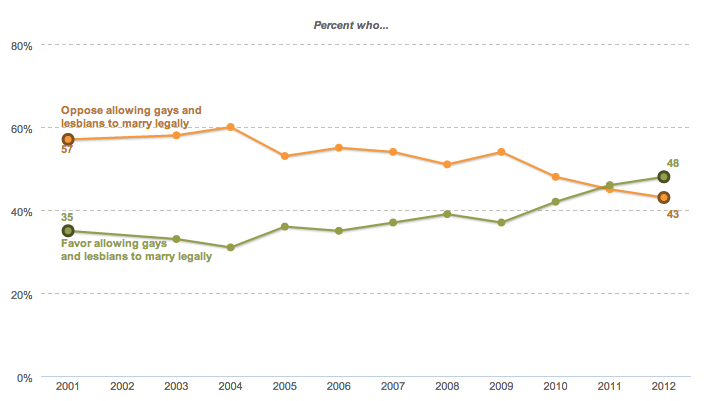 Percent who...
80%
Oppose allowing gays and
lesbians to marry legally
60%
57
48
35
40%
43
Favor allowing gays
and lesbians to marry legally
20%
0%
2001 2002 2003 2004 2005 2006 2007 2008 2009 2010 2011 2012